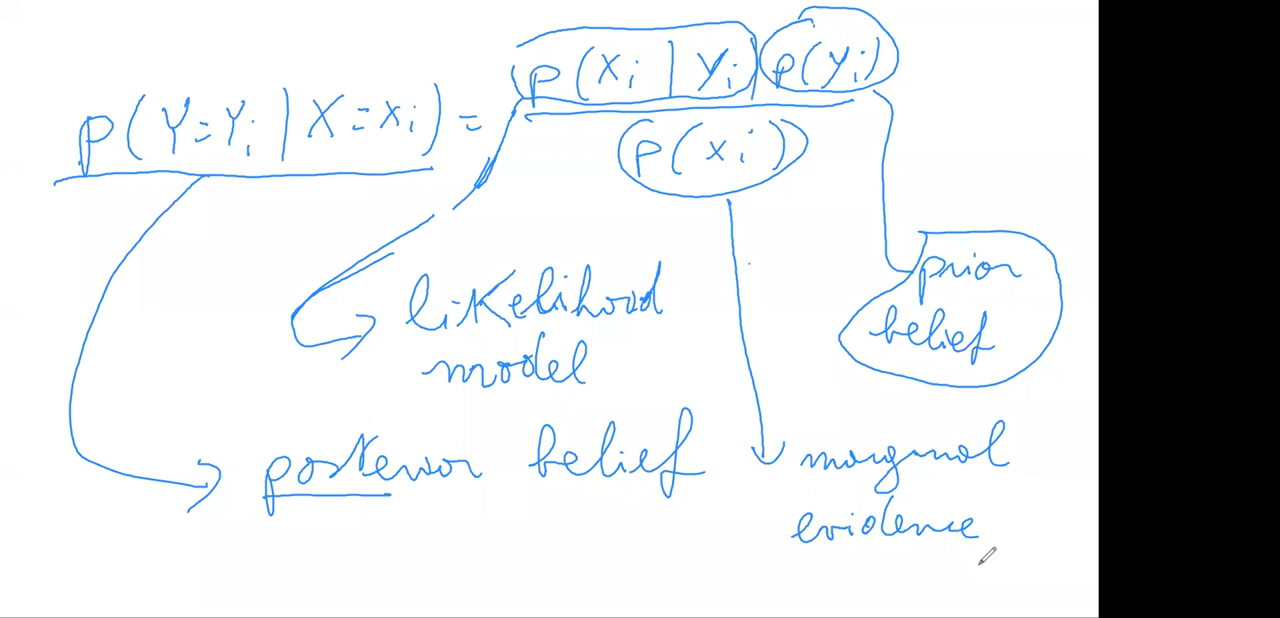 p(Y=Yi | X=xi) = p(xi | yi) p(yi)
p(xi)
prior
belief
likelihood
model
posterior belief
marginal
evidence